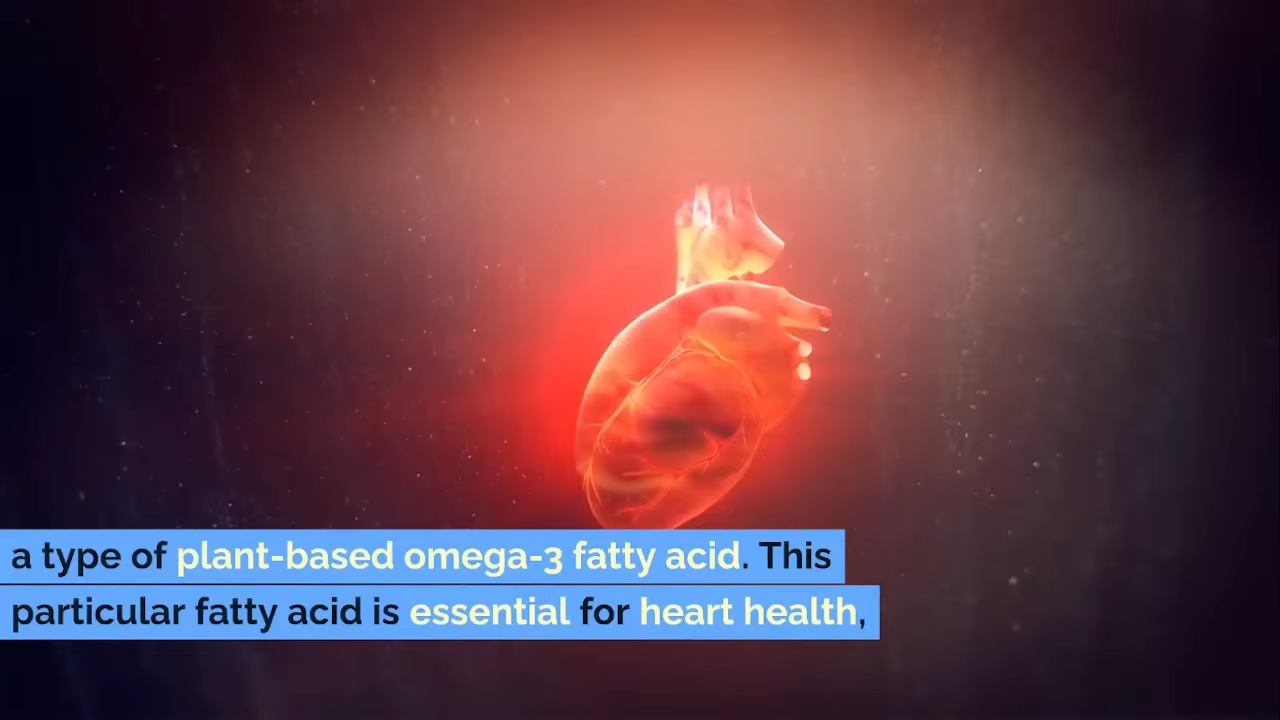 a type of plant-based omega-3 fatty acid. This
particular fatty acid is essential for heart health,